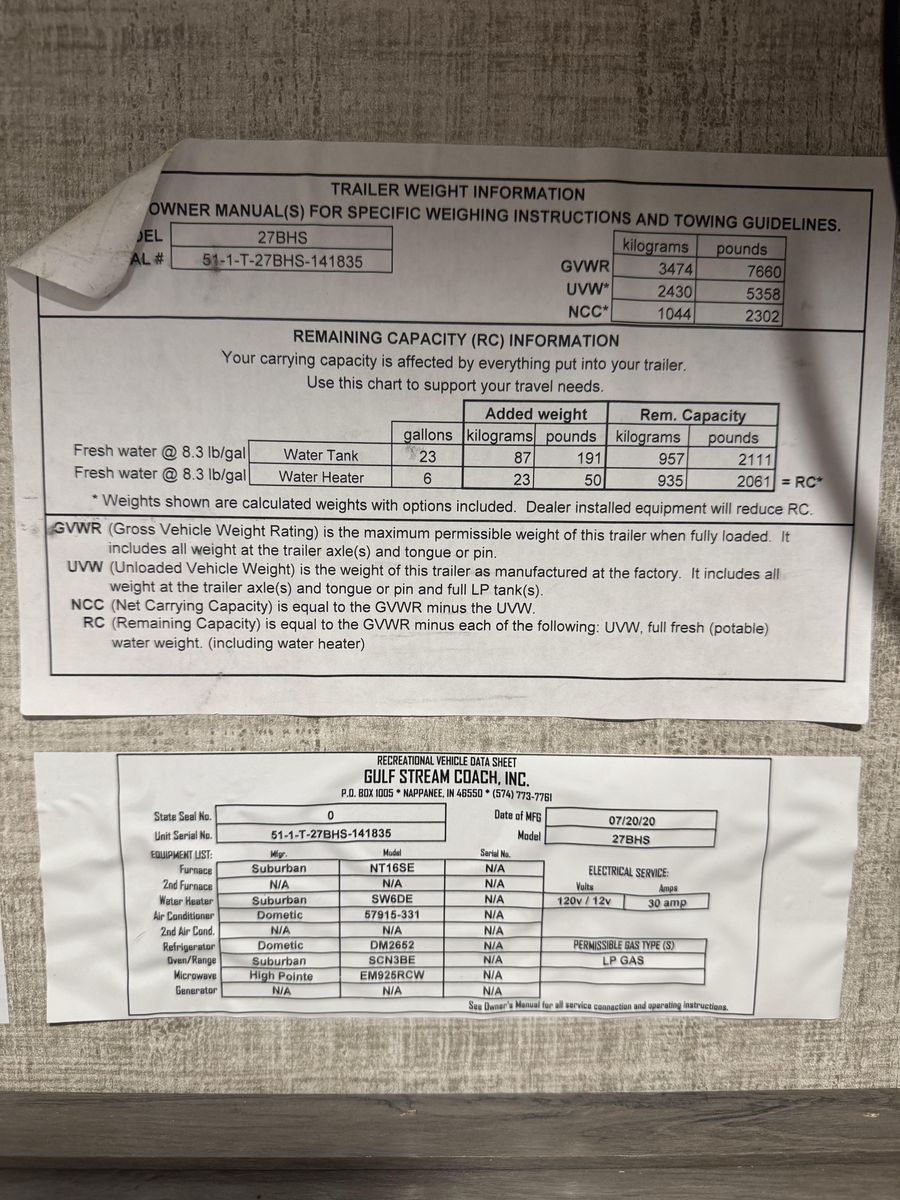 TRAILER WEIGHT INFORMATION
OWNER MANUAL(S) FOR SPECIFIC WEIGHING INSTRUCTIONS AND TOWING GUIDELINES.
DEL 27BHS
AL # 51-1-T-27BHS-141835
kilograms pounds
GVWR 3474 7660
UVW* 2430 5358
NCC* 1044 2302
REMAINING CAPACITY (RC) INFORMATION
Your carrying capacity is affected by everything put into your trailer.
Use this chart to support your travel needs.
Added weight Rem. Capacity
gallons kilograms pounds kilograms pounds
Fresh water @ 8.3 lb/gal Water Tank 23 87 191 957 2111
Fresh water @ 8.3 lb/gal Water Heater 6 23 50 935 2061 = RC*
* Weights shown are calculated weights with options included. Dealer installed equipment will reduce RC.
GVWR (Gross Vehicle Weight Rating) is the maximum permissible weight of this trailer when fully loaded. It
includes all weight at the trailer axle(s) and tongue or pin.
UVW (Unloaded Vehicle Weight) is the weight of this trailer as manufactured at the factory. It includes all
weight at the trailer axle(s) and tongue or pin and full LP tank(s).
NCC (Net Carrying Capacity) is equal to the GVWR minus the UVW.
RC (Remaining Capacity) is equal to the GVWR minus each of the following: UVW, full fresh (potable)
water weight. (including water heater)
RECREATIONAL VEHICLE DATA SHEET
GULF STREAM COACH, INC.
P.O. BOX 1005 * NAPPANEE, IN 46550 * (574) 773-7761
State Seal No. 0 Date of MFG 07/20/20
Unit Serial No. 51-1-T-27BHS-141835 Model 27BHS
EQUIPMENT LIST: Mfgr. Model Serial No.
Furnace Suburban NT16SE N/A ELECTRICAL SERVICE:
2nd Furnace N/A N/A N/A Volts Amps
Water Heater Suburban SW6DE N/A 120v / 12v 30 amp
Air Conditioner Dometic 57915-331 N/A
2nd Air Cond. N/A N/A N/A
Refrigerator Dometic DM2652 N/A PERMISSIBLE GAS TYPE (S)
Oven/Range Suburban SCN3BE N/A LP GAS
Microwave High Pointe EM925RCW N/A
Generator N/A N/A N/A
See Owner's Manual for all service connection and operating instructions.